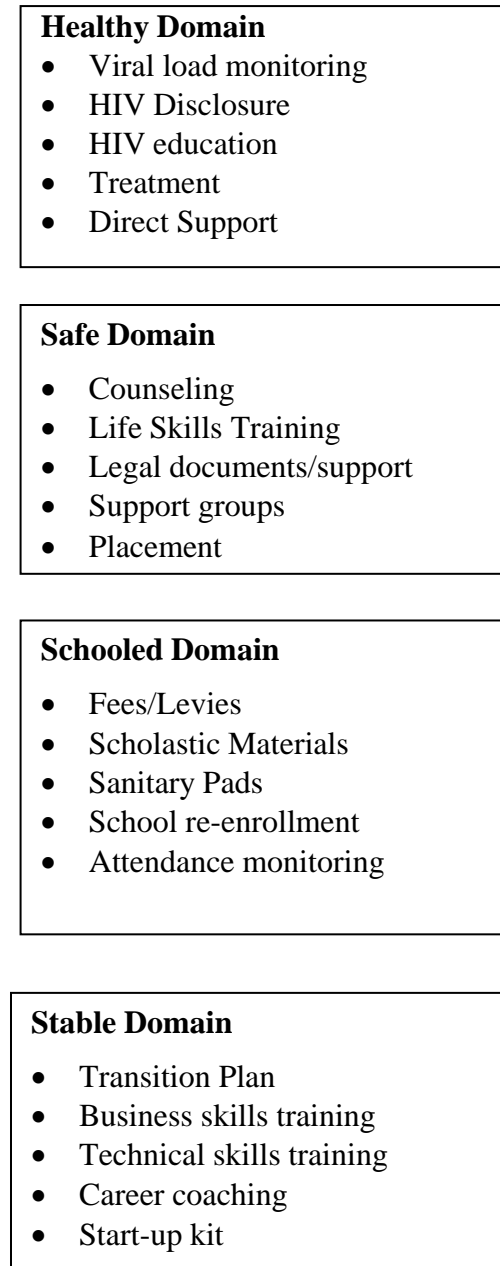 Healthy Domain
• Viral load monitoring
• HIV Disclosure
• HIV education
• Treatment
• Direct Support
Safe Domain
• Counseling
• Life Skills Training
• Legal documents/support
• Support groups
• Placement
Schooled Domain
• Fees/Levies
• Scholastic Materials
• Sanitary Pads
• School re-enrollment
• Attendance monitoring
Stable Domain
• Transition Plan
• Business skills training
• Technical skills training
• Career coaching
• Start-up kit